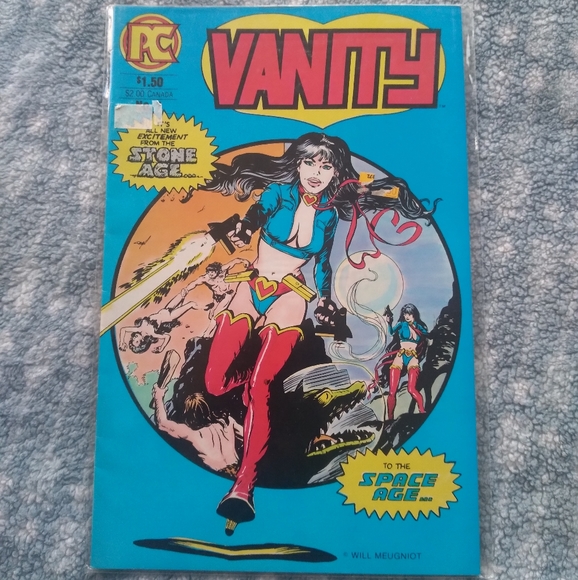 PC
VANITY
$1.50
$2.00 CANADA
ALL NEW
EXCITEMENT
FROM THE
STONE
AGE...
TO THE
SPACE
AGE...
© WILL MEUGNIOT